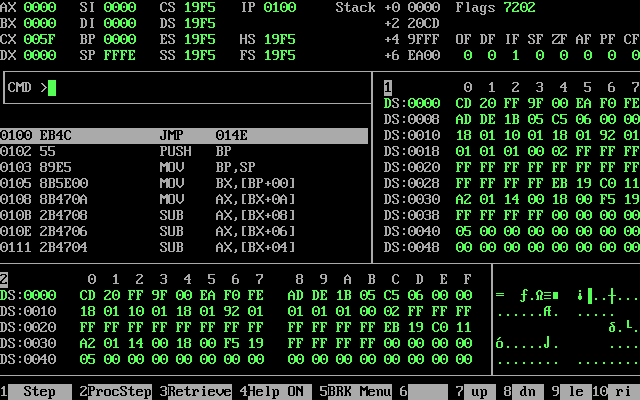 AX 0000 SI 0000 CS 19F5 IP 0100 Stack +0 0000 Flags 7202
BX 0000 DI 0000 DS 19F5 +2 20CD
CX 005F BP 0000 ES 19F5 HS 19F5 +4 9FFF OF DF IF SF ZF AF PF CF
DX 0000 SP FFFE SS 19F5 FS 19F5 +6 EA00 0 0 1 0 0 0 0 0
CMD >
1 0 1 2 3 4 5 6 7
DS:0000 CD 20 FF 9F 00 EA F0 FE
DS:0008 AD DE 1B 05 C5 06 00 00
DS:0010 18 01 10 01 18 01 92 01
DS:0018 01 01 01 00 02 FF FF FF
DS:0020 FF FF FF FF FF FF FF FF
DS:0028 FF FF FF FF EB 19 C0 11
DS:0030 A2 01 14 00 18 00 F5 19
DS:0038 FF FF FF FF 00 00 00 00
DS:0040 05 00 00 00 00 00 00 00
DS:0048 00 00 00 00 00 00 00 00
0100 EB4C JMP 014E
0102 55 PUSH BP
0103 89E5 MOV BP,SP
0105 8B5E00 MOV BX,[BP+00]
0108 8B470A MOV AX,[BX+0A]
010B 2B4708 SUB AX,[BX+08]
010E 2B4706 SUB AX,[BX+06]
0111 2B4704 SUB AX,[BX+04]
2 0 1 2 3 4 5 6 7 8 9 A B C D E F
DS:0000 CD 20 FF 9F 00 EA F0 FE AD DE 1B 05 C5 06 00 00 = ƒ.Ω≡■ ¡▐..┼...
DS:0010 18 01 10 01 18 01 92 01 01 01 01 00 02 FF FF FF ......Æ. .....
DS:0020 FF FF FF FF FF FF FF FF FF FF FF FF EB 19 C0 11 δ.└.
DS:0030 A2 01 14 00 18 00 F5 19 FF FF FF FF 00 00 00 00 ó.....⌡. ....
DS:0040 05 00 00 00 00 00 00 00 00 00 00 00 00 00 00 00 ........ ........
1 Step 2 ProcStep 3 Retrieve 4 Help ON 5 BRK Menu 6 7 up 8 dn 9 le 10 ri